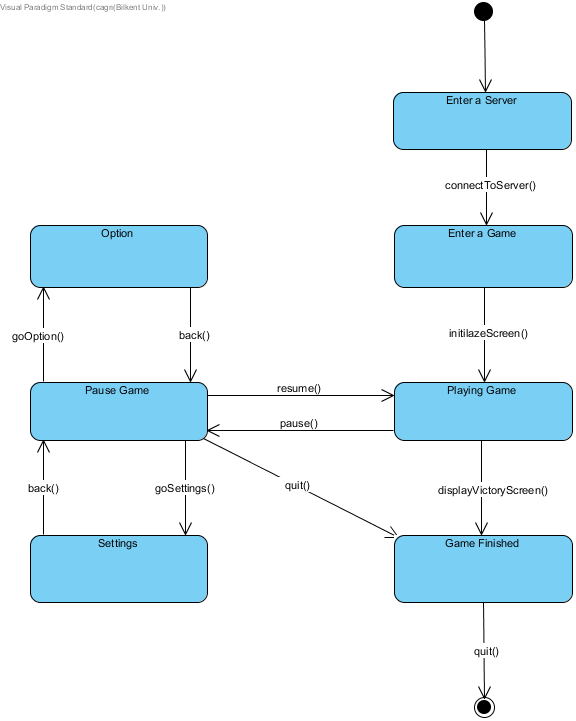 Visual Paradigm Standard(cagn(Bilkent Univ.))
Enter a Server
connectToServer()
Option
Enter a Game
goOption()
back()
initilazeScreen()
Pause Game
resume()
Playing Game
pause()
back()
goSettings()
quit()
displayVictoryScreen()
Settings
Game Finished
quit()